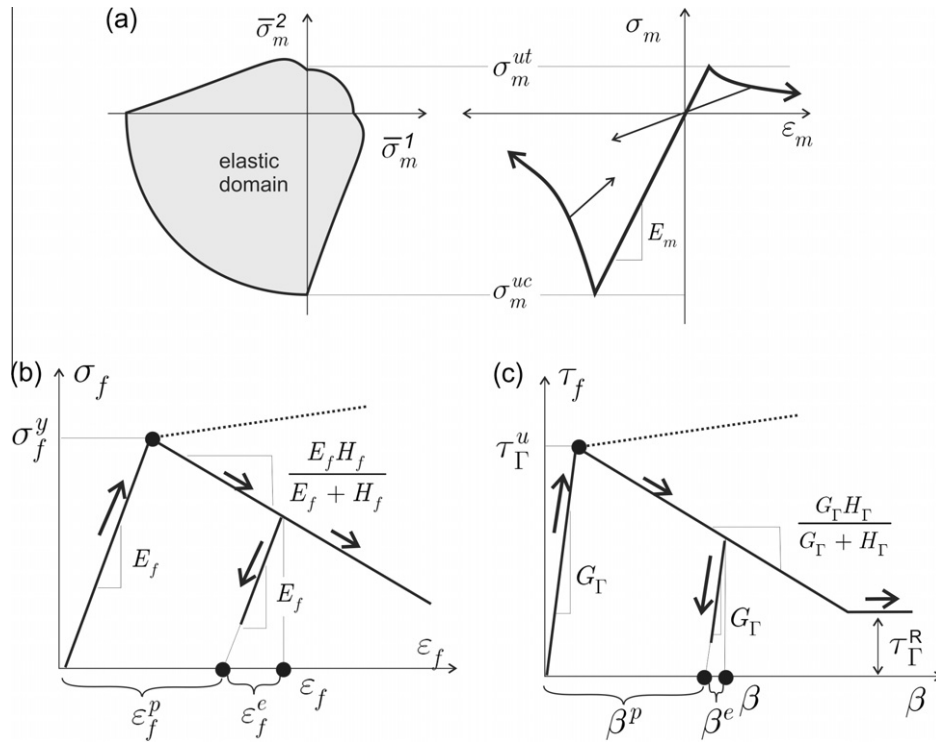 (a)
σ̄_m^2
σ_m
σ_m^{ut}
ε_m
σ̄_m^1
elastic
domain
E_m
σ_m^{uc}
(b)
σ_f
σ_f^y
E_f H_f
E_f + H_f
E_f
E_f
ε_f
ε_f
ε_f^p
ε_f^e
(c)
τ_f
τ_Γ^u
G_Γ H_Γ
G_Γ + H_Γ
G_Γ
G_Γ
τ_Γ^R
β
β
β^p
β^e